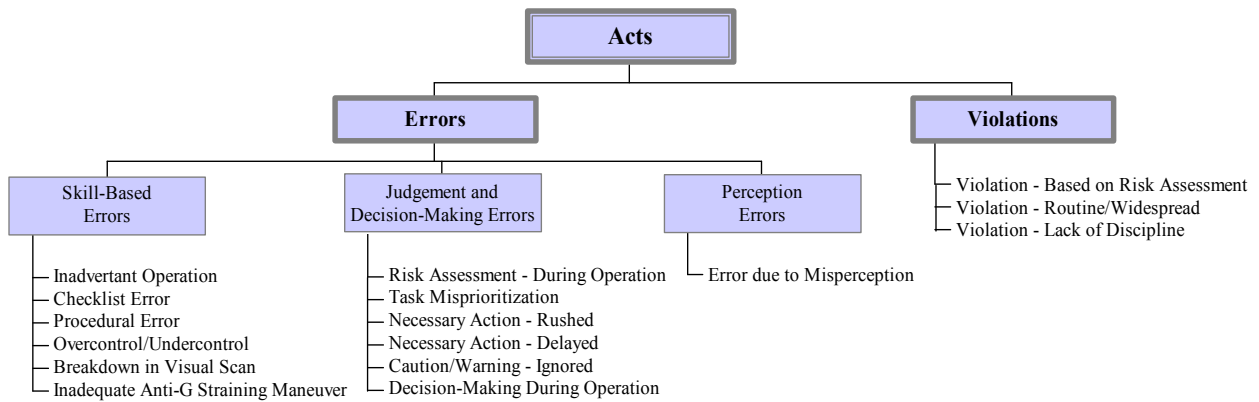 Acts
Errors
Violations
Skill-Based
Errors
Judgement and
Decision-Making Errors
Perception
Errors
Violation - Based on Risk Assessment
Violation - Routine/Widespread
Violation - Lack of Discipline
Inadvertant Operation
Checklist Error
Procedural Error
Overcontrol/Undercontrol
Breakdown in Visual Scan
Inadequate Anti-G Straining Maneuver
Risk Assessment - During Operation
Task Misprioritization
Necessary Action - Rushed
Necessary Action - Delayed
Caution/Warning - Ignored
Decision-Making During Operation
Error due to Misperception